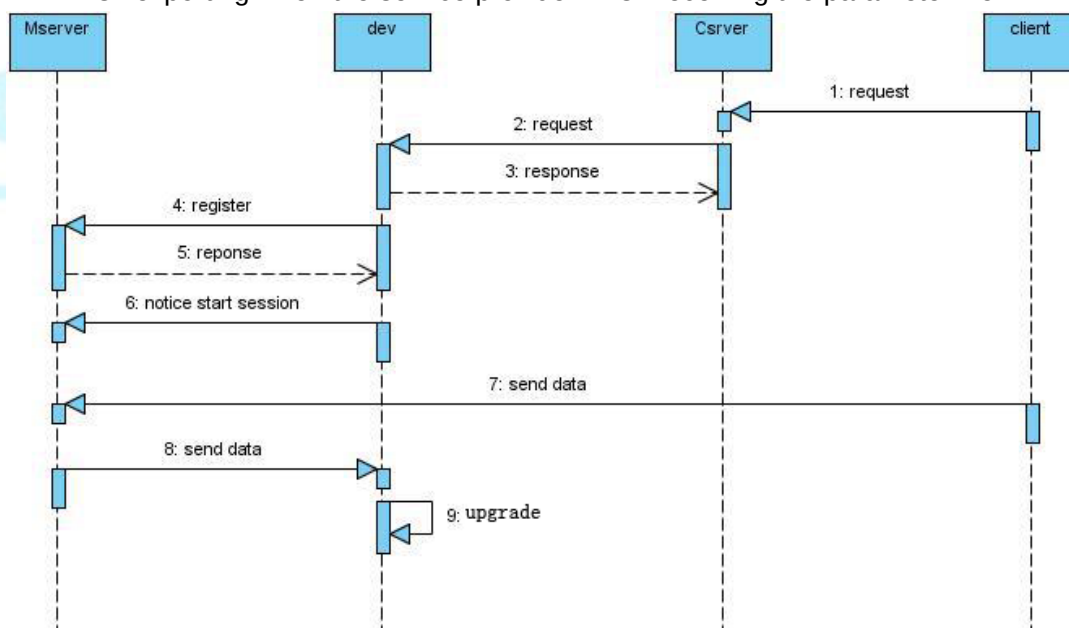 Mserver
dev
Csrver
client
1: request
2: request
3: response
4: register
5: reponse
6: notice start session
7: send data
8: send data
9: upgrade